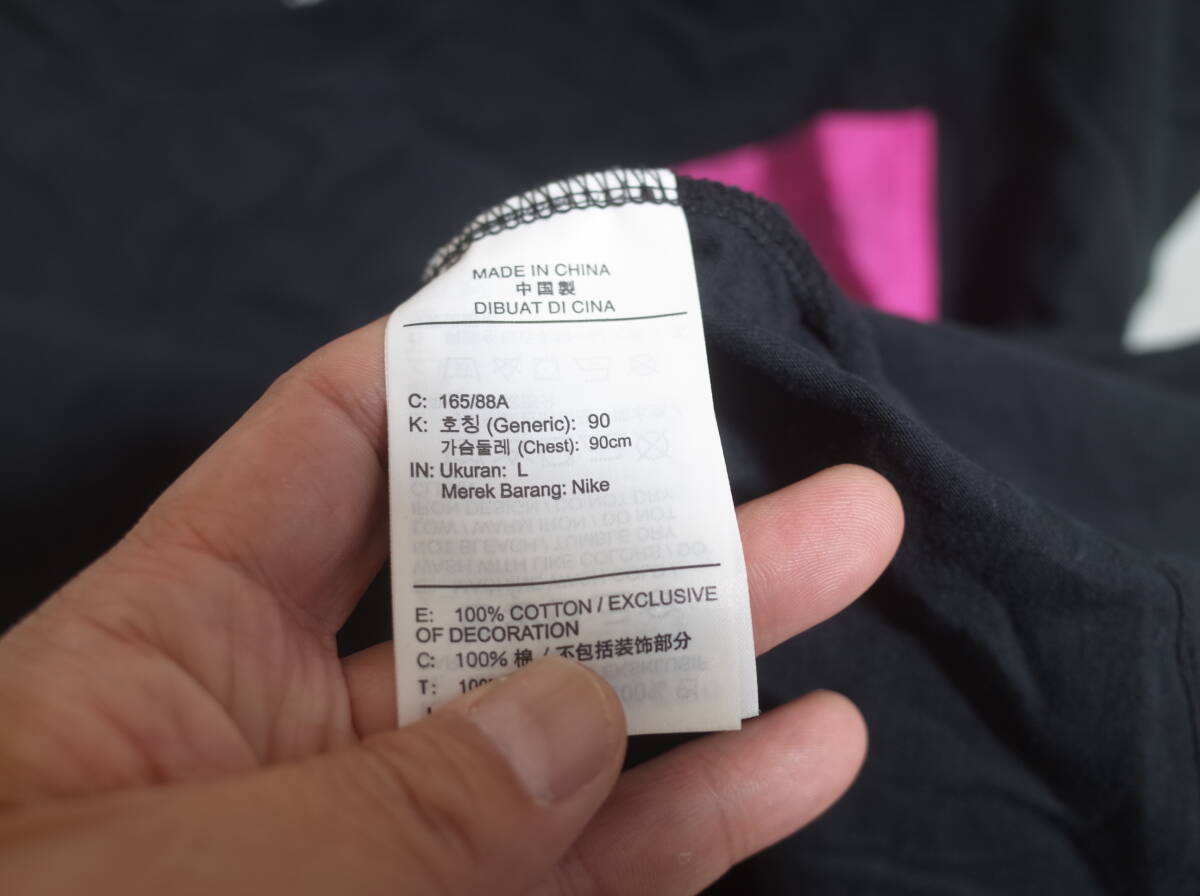 MADE IN CHINA
中国製
DIBUAT DI CINA
C: 165/88A
K: 호칭 (Generic): 90
가슴둘레 (Chest): 90cm
IN: Ukuran: L
Merek Barang: Nike
E: 100% COTTON / EXCLUSIVE
OF DECORATION
C: 100% 棉 / 不包括装饰部分
T: